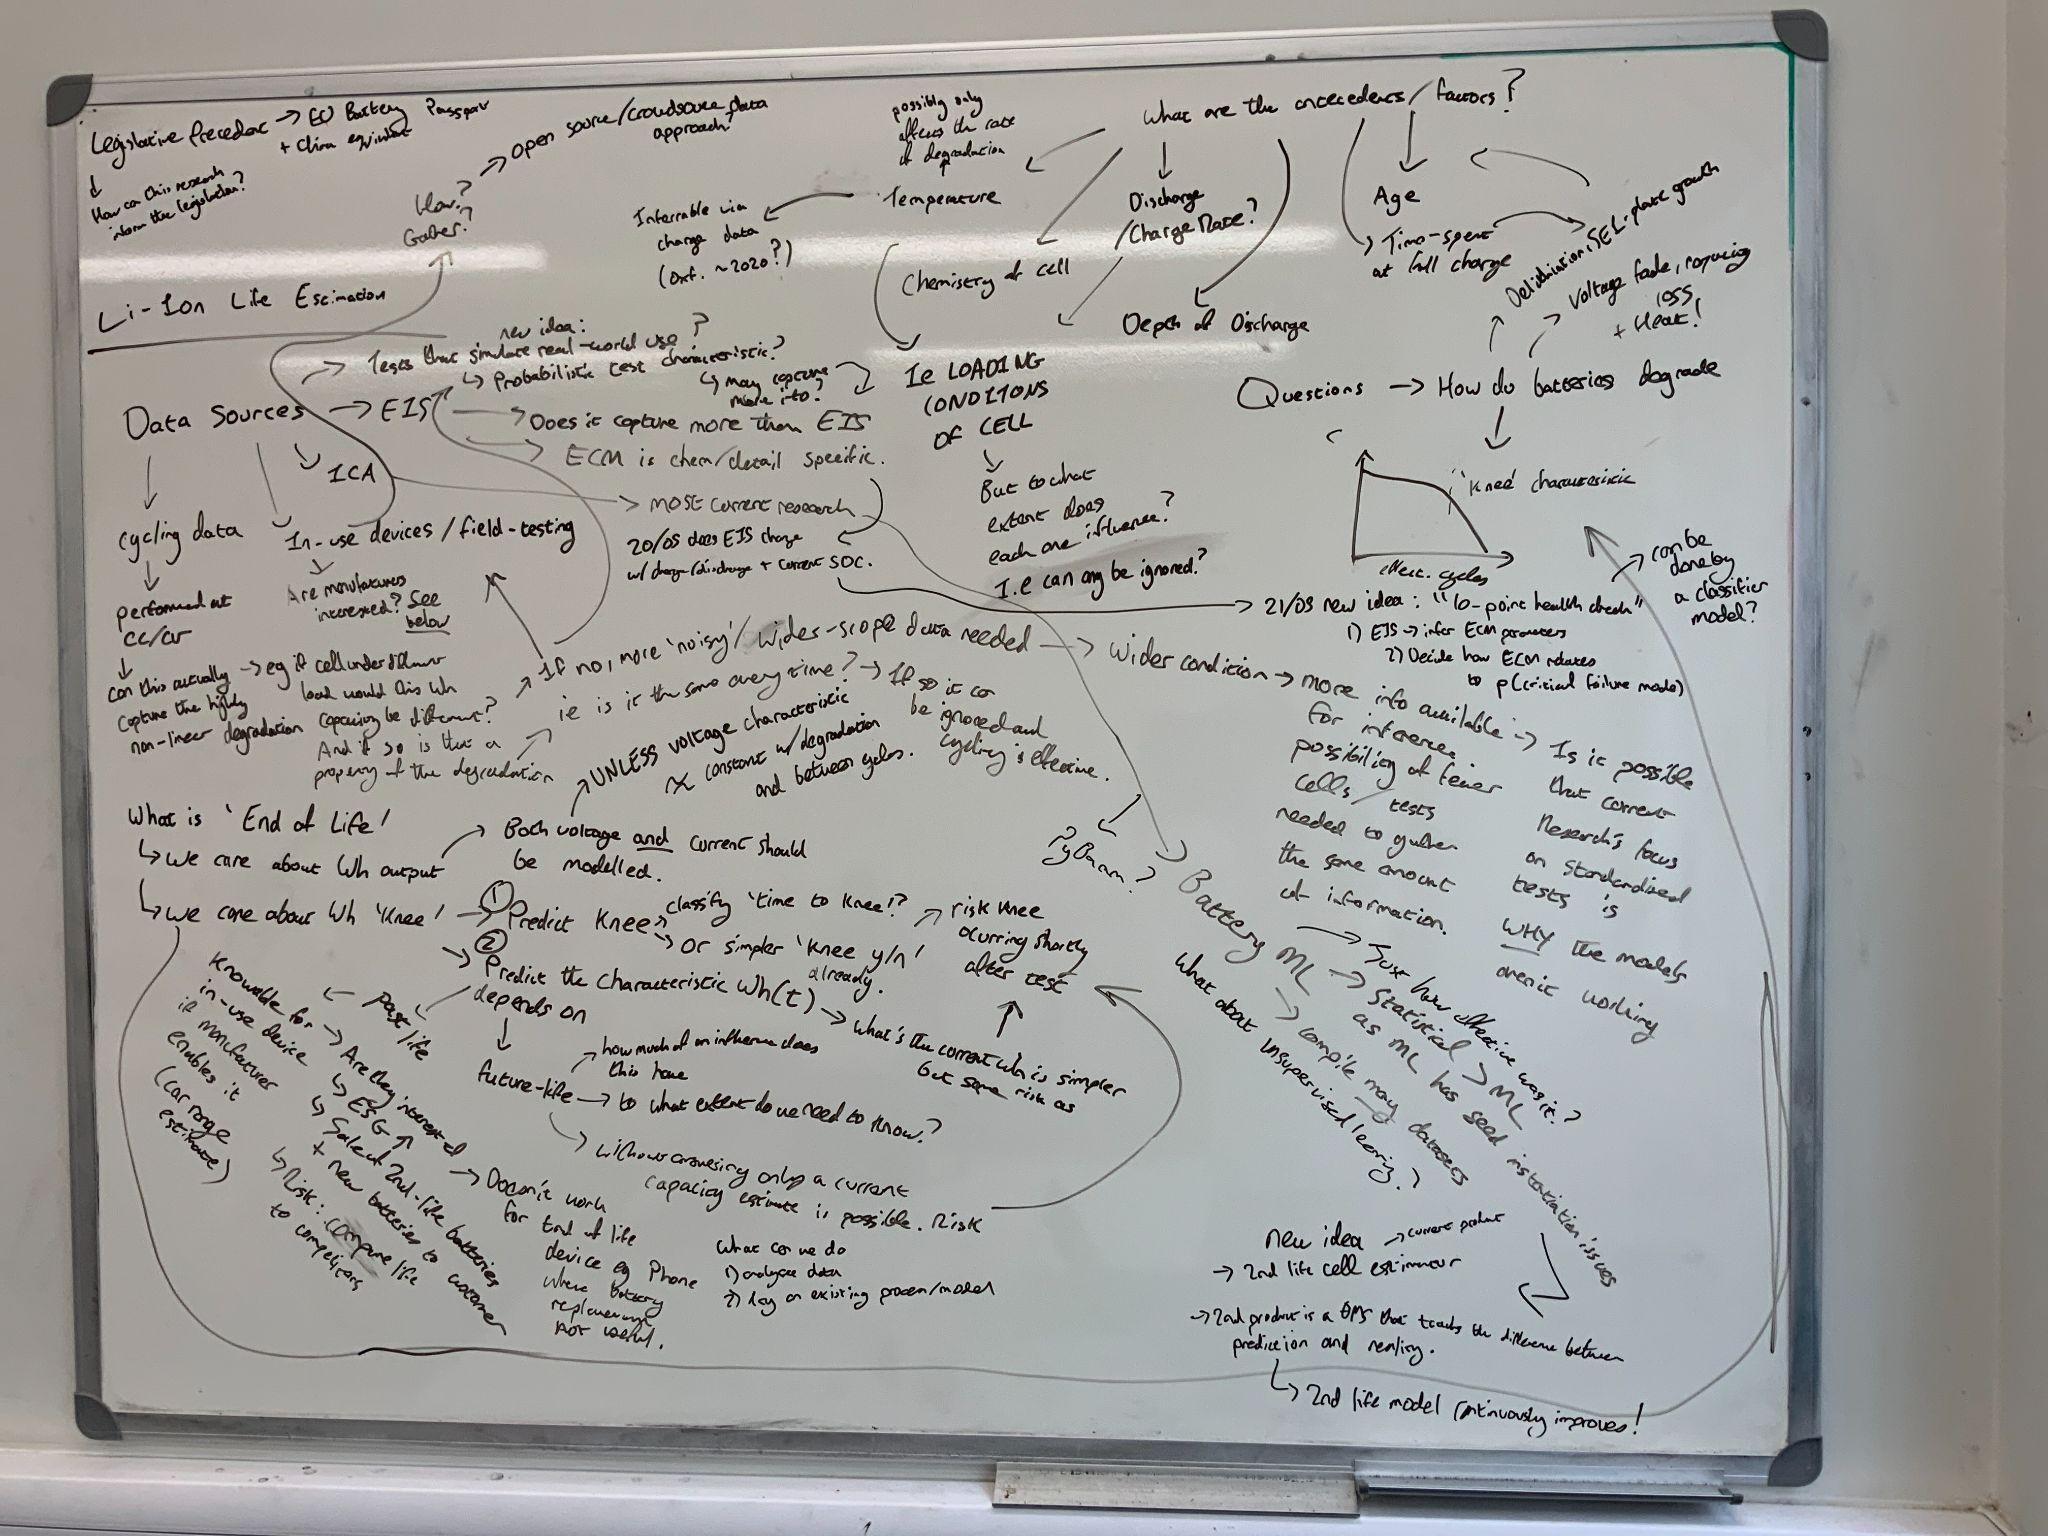 Legislative Precedent → EU Battery Passport
+ China equivalent
↓
How can this research
inform the legislation?
How?
Gather?
→ Open source/crowdsource data
approach?
possibly only
affects the rate
of degradation
What are the antecedents/factors?
Temperature
Inferrable via
charge data
(Oxf. ~2020?)
Discharge
/Charge Rate?
Age
Time-spent
at full charge
Chemistry of cell
Depth of Discharge
Ie LOADING
CONDITONS
OF CELL
But to what
extent does
each one influence?
I.e can any be ignored?
Delithiation, SEI-plate growth
Voltage fade,
loss
+ Heat!
Questions → How do batteries degrade
"Knee" characteristic
effect. cycles
Li-Ion Life Estimation
new idea:
Tests that simulate real-world use?
↳ Probabilistic test characteristic?
↳ may capture
more info?
Data Sources → EIS
→ Does it capture more than EIS
→ ECM is chem/detail specific.
ICA
→ most current research
20/05 does EIS change
w/ charge/discharge + current SOC.
cycling data
performed at
CC/CV
can this actually
capture the highly
non-linear degradation
In-use devices/field-testing
Are manufacturers
interested? See
below
→ eg if cell under different
load would this Wh
capacity be different?
And if so is that a
property of the degradation
→ If no, more 'noisy'/wider-scope data needed → wider condition → more info available
for inference
possibility of fewer
cells/tests
needed to gather
the same amount
of information.
ie is it the same every time? → If so it can
be ignored and
cycling is effective.
21/05 new idea: "10-point health check"
1) EIS → infer ECM parameters
2) Decide how ECM relates
to p(critical failure mode)
can be
done by
a classifier
model?
→ Is it possible
that current
Research's focus
on standardised
tests is
WHY the models
arenit working
UNLESS voltage characteristic
≈ constant w/ degradation
and between cycles.
What is 'End of Life'
↳ We care about Wh output
Both voltage and current should
be modelled.
↳ We care about Wh 'Knee'
① Predict Knee
classify 'time to knee'?
→ Or simpler 'Knee y/n'
already.
risk Knee
ocurring shortly
after test
② Predict the characteristic Wh(t)
depends on
→ What's the current Wh is simpler
but same risk as
past life
Knowable for
in-use device
if manufacturer
enables it
(car range
estimate)
→ Are they interested
↳ ESG ↑
↳ Select 2nd-life batteries
+ new batteries to customer
↳ Risk: Compare life
to competitors
→ Doesn't work
for End of life
device eg Phone
where battery
replacement
not useful.
future-life
how much of an influence does
this have
→ to what extent do we need to know?
Without answering only a current
capacity estimate is possible. Risk
What can we do
1) analyse data
2) lay on existing process/model
PyBamm?
Battery ML
→ Just how effective was it?
→ Statistical > ML
as ML has seed instantiation issues
→ compile many datasets
What about
unsupervised learning?
new idea → current product
→ 2nd life cell estimator
→ 2nd product is a BMS that tracks the difference between
prediction and reality.
↳ 2nd life model continuously improves!